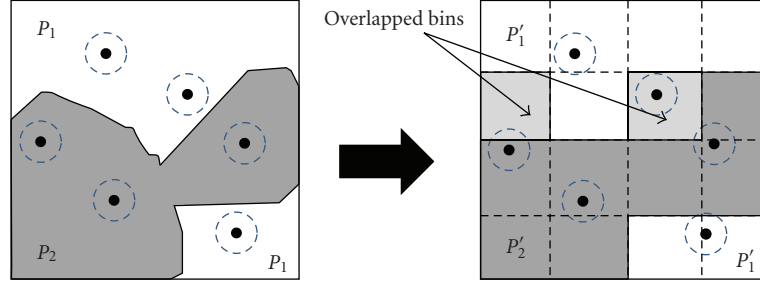 P₁
Overlapped bins
P′₁
P₂
P₁
P′₂
P′₁